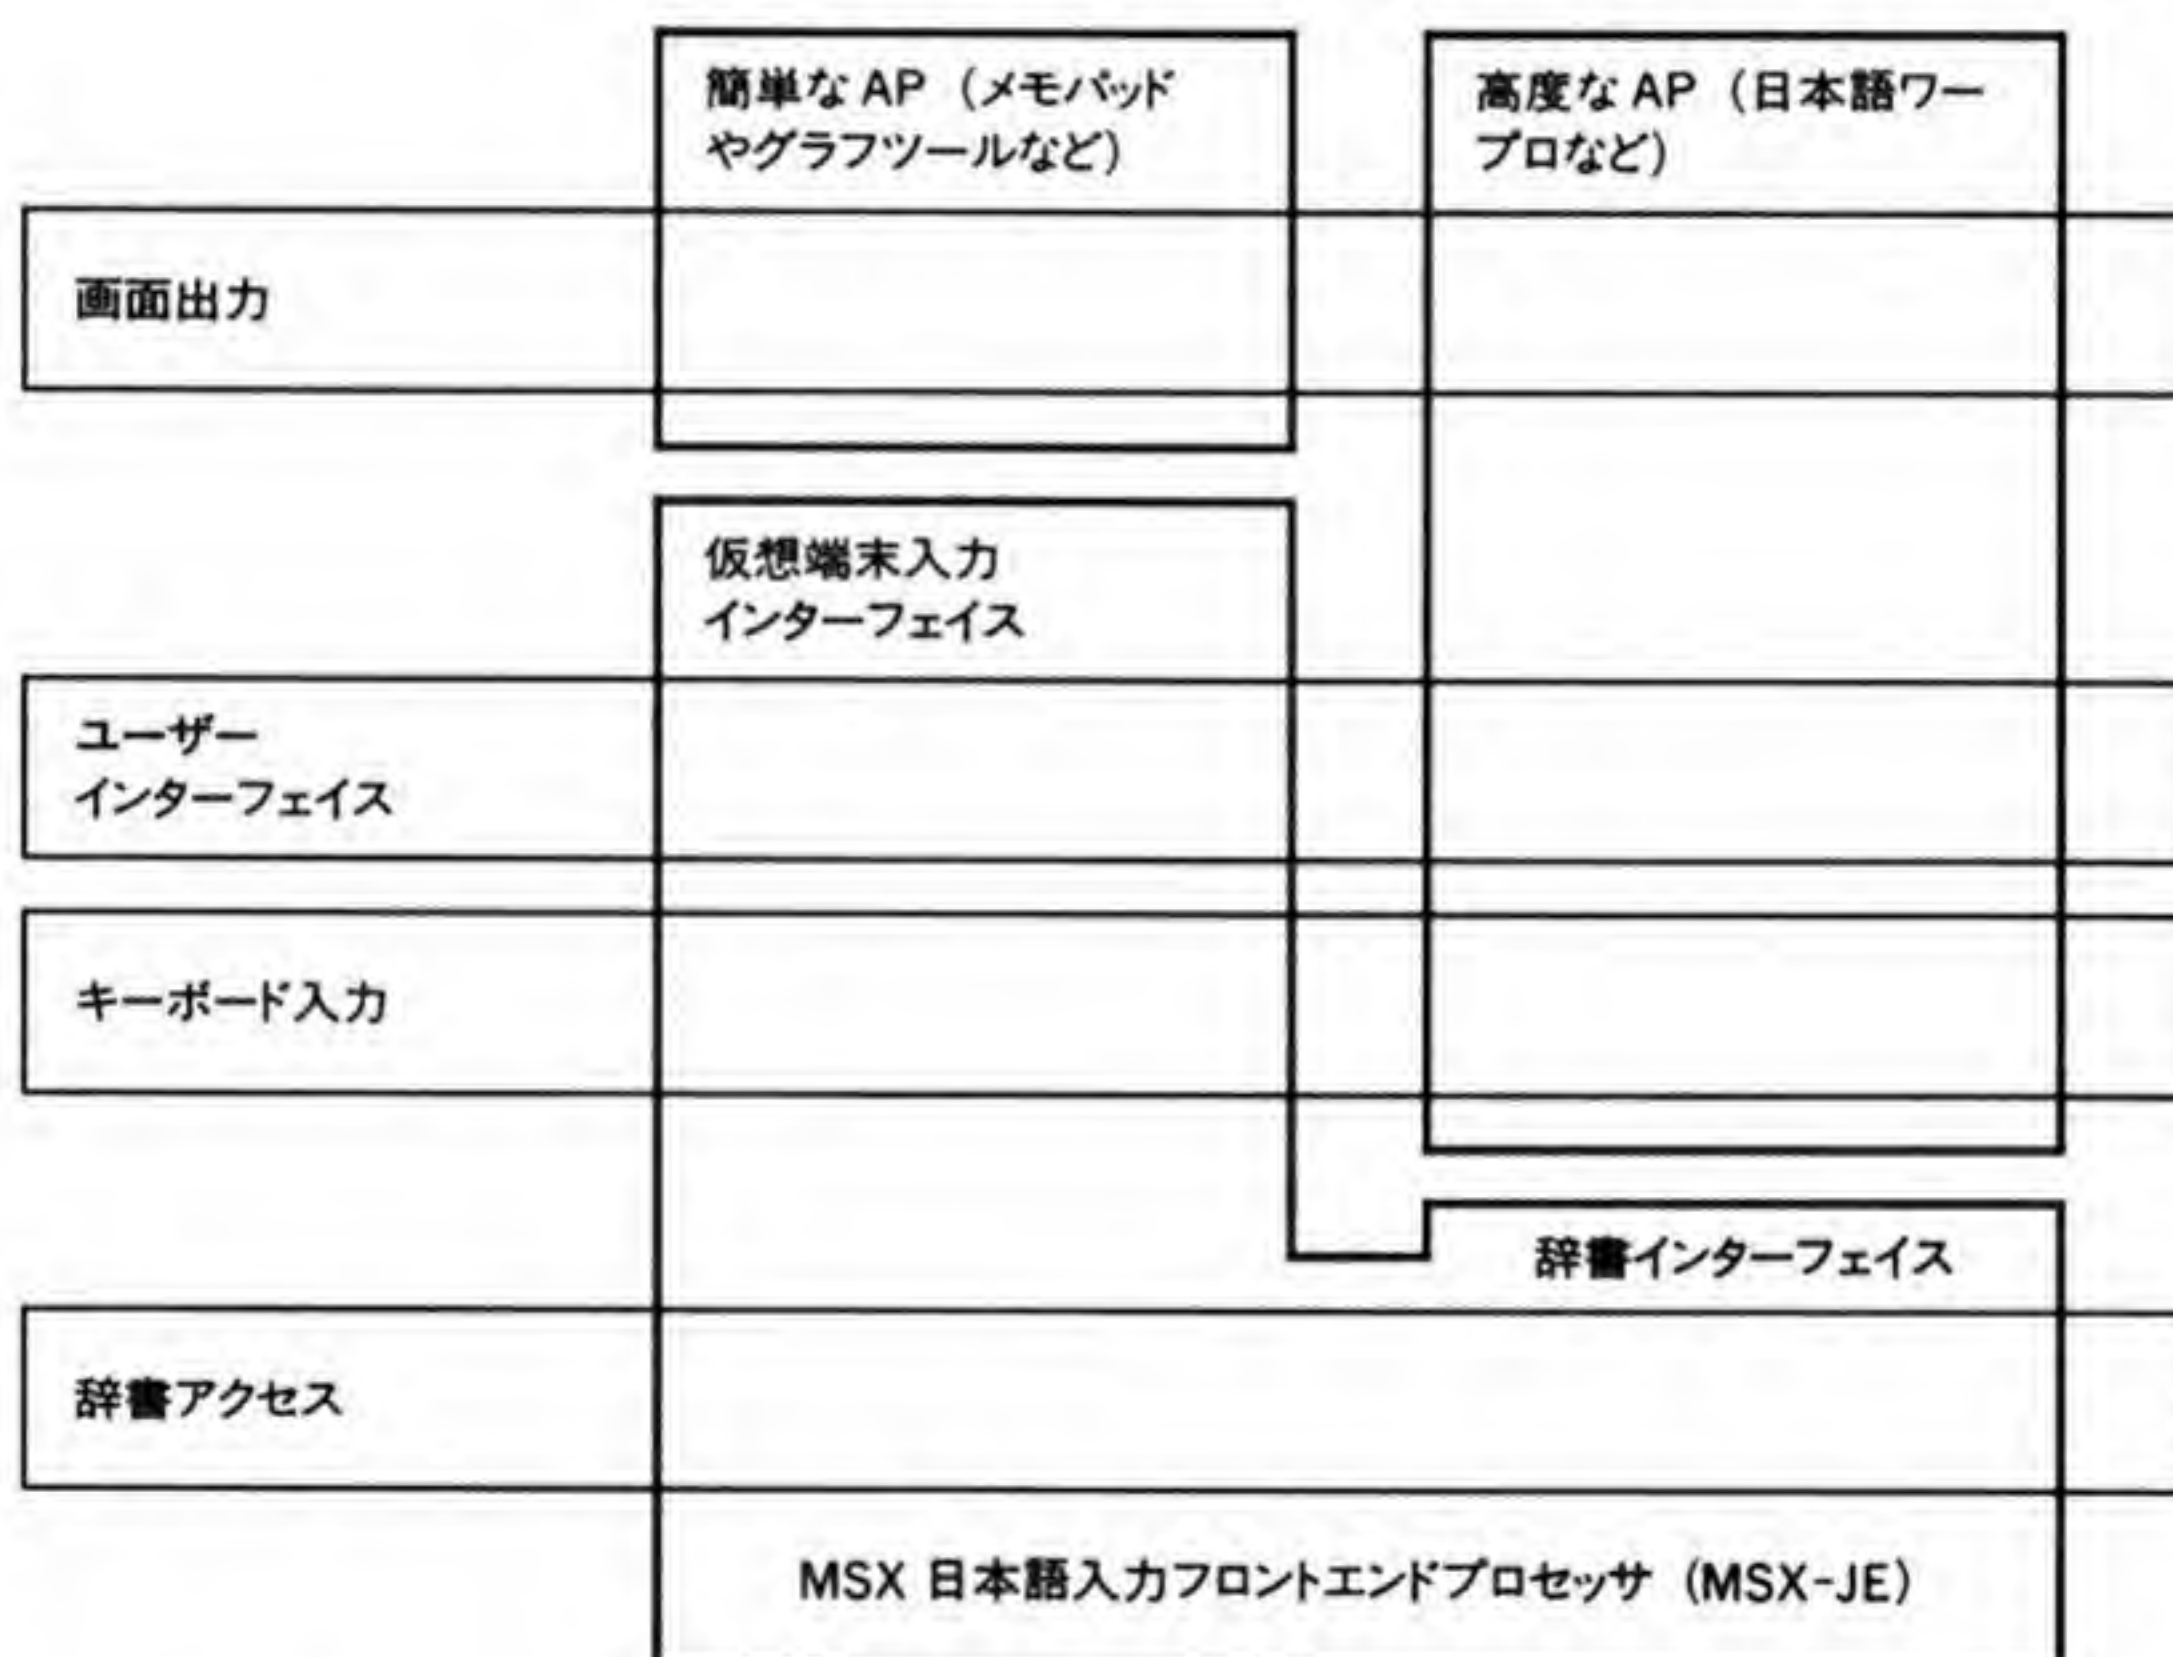 簡単なAP（メモパッド
やグラフツールなど）
高度なAP（日本語ワー
プロなど）
画面出力
仮想端末入力
インターフェイス
ユーザー
インターフェイス
キーボード入力
辞書インターフェイス
辞書アクセス
MSX 日本語入力フロントエンドプロセッサ（MSX-JE）